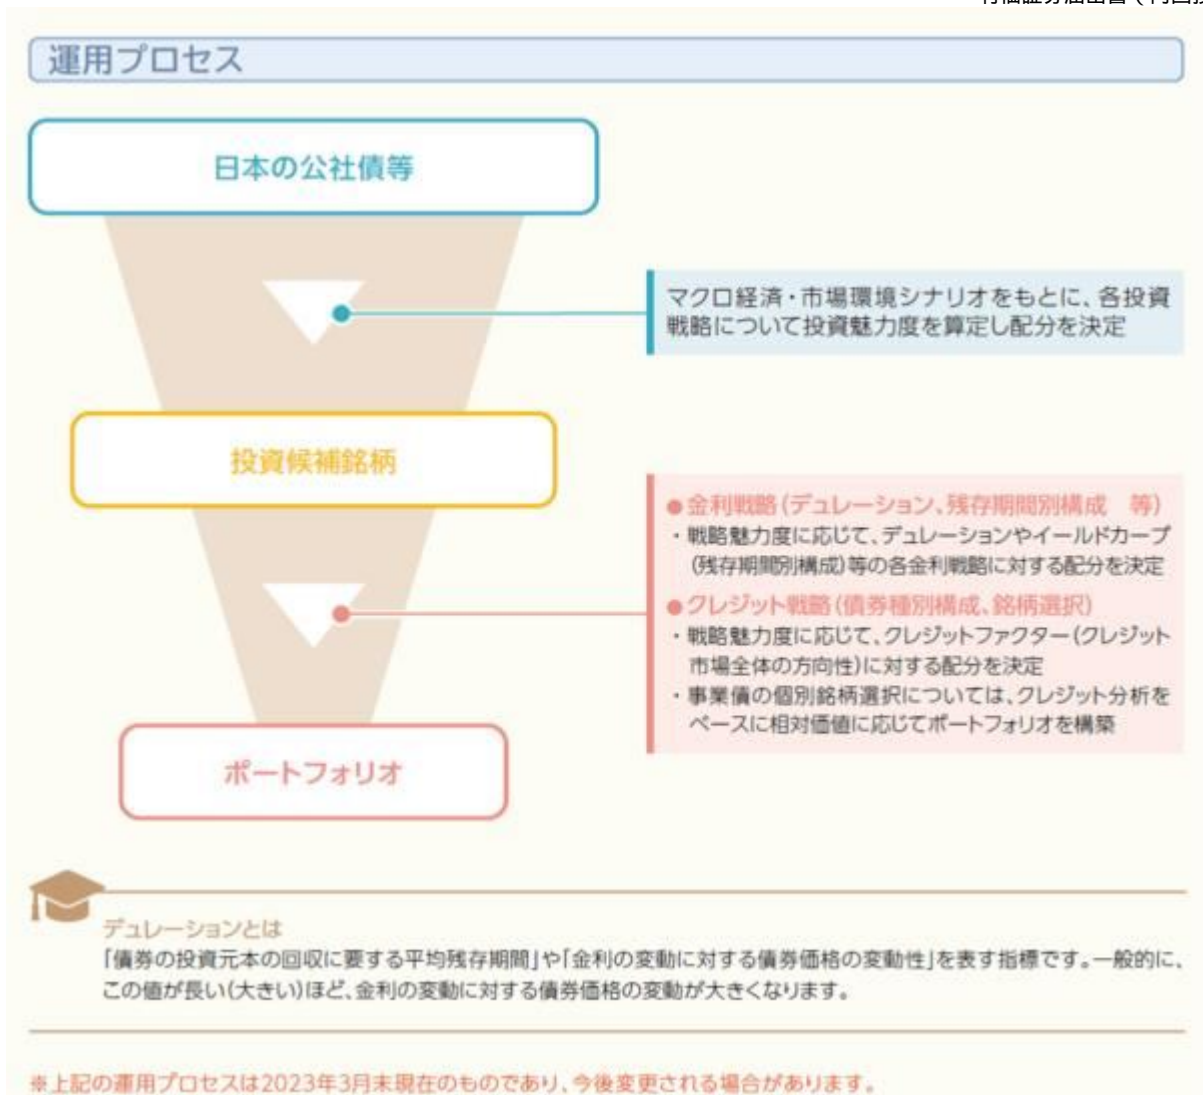 運用プロセス
日本の公社債等
マクロ経済・市場環境シナリオをもとに、各投資
戦略について投資魅力度を算定し配分を決定
投資候補銘柄
●金利戦略(デュレーション、残存期間別構成 等)
・戦略魅力度に応じて、デュレーションやイールドカーブ
(残存期間別構成)等の各金利戦略に対する配分を決定
●クレジット戦略(債券種別構成、銘柄選択)
・戦略魅力度に応じて、クレジットファクター(クレジット
市場全体の方向性)に対する配分を決定
・事業債の個別銘柄選択については、クレジット分析を
ベースに相対価値に応じてポートフォリオを構築
ポートフォリオ
デュレーションとは
「債券の投資元本の回収に要する平均残存期間」や「金利の変動に対する債券価格の変動性」を表す指標です。一般的に、
この値が長い(大きい)ほど、金利の変動に対する債券価格の変動が大きくなります。
※上記の運用プロセスは2023年3月末現在のものであり、今後変更される場合があります。